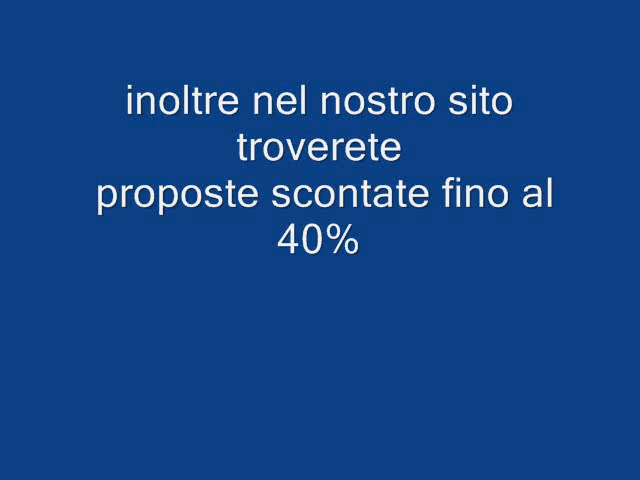 inoltre nel nostro sito
troverete
proposte scontate fino al
40%